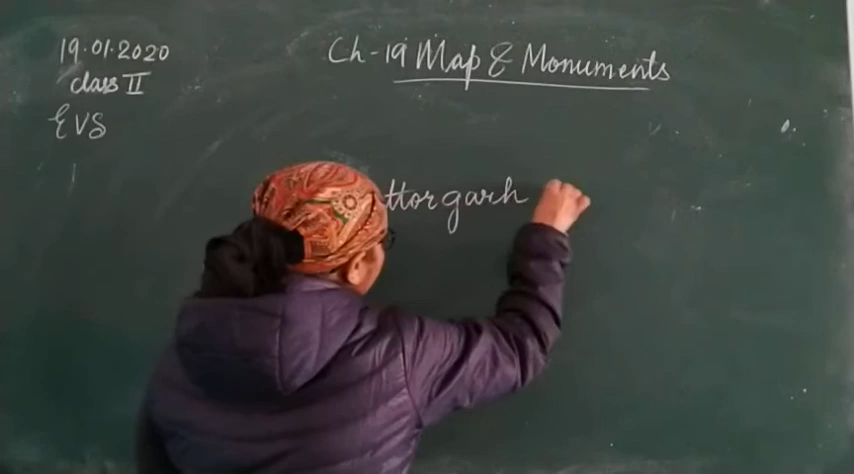 19.01.2020
Ch-19 Map & Monuments
class II
EVS
ttorgarh